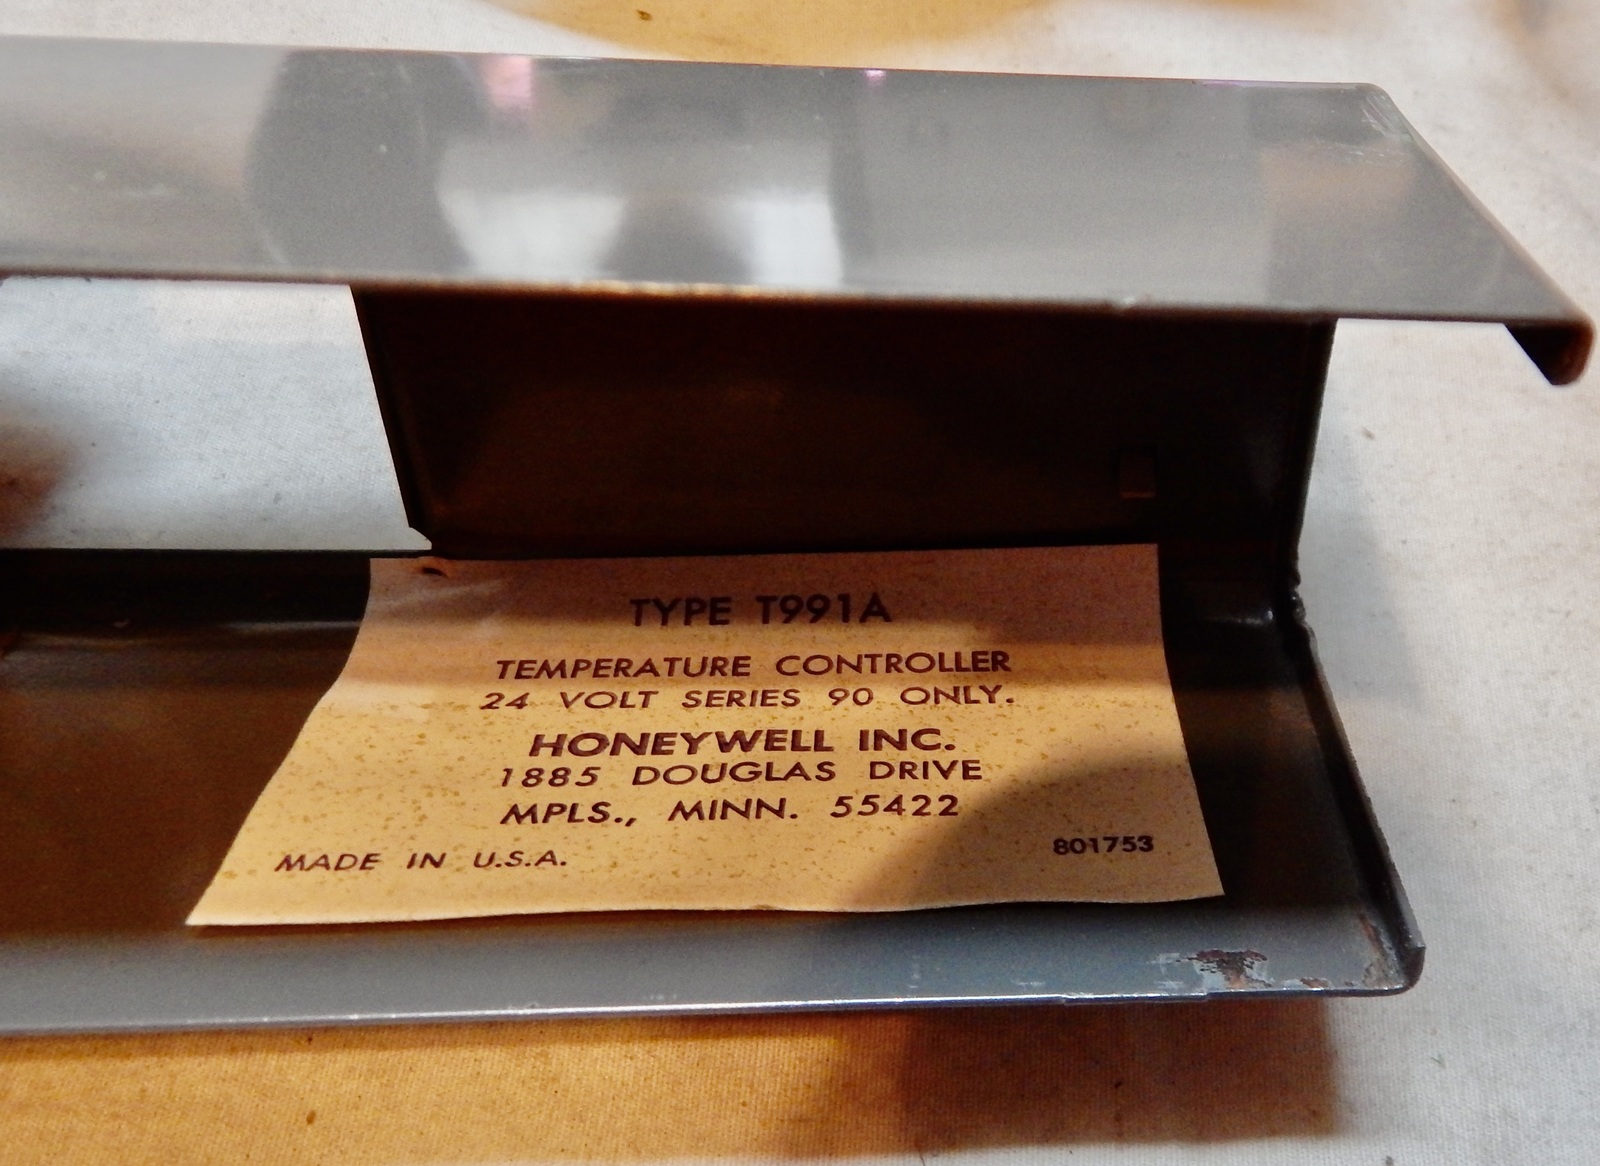 TYPE T991A
TEMPERATURE CONTROLLER
24 VOLT SERIES 90 ONLY.
HONEYWELL INC.
1885 DOUGLAS DRIVE
MPLS., MINN. 55422
MADE IN U.S.A.
801753